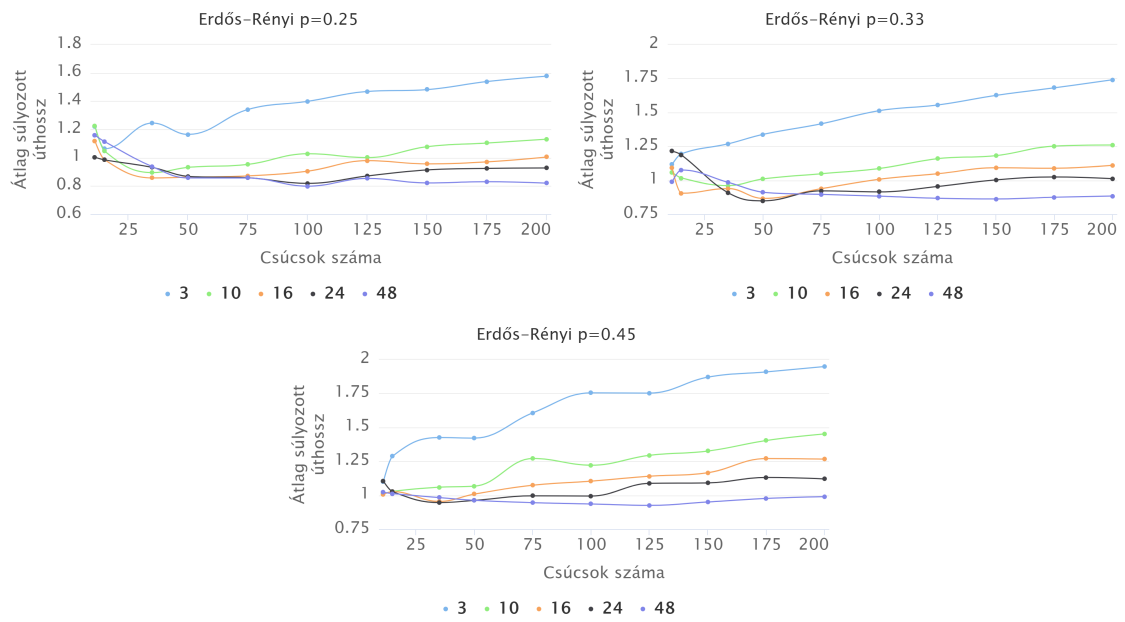 Erdős–Rényi p=0.25
1.8
1.6
1.4
1.2
1
0.8
0.6
Átlag súlyozott
úthossz
25 50 75 100 125 150 175 200
Csúcsok száma
3 10 16 24 48
Erdős–Rényi p=0.33
2
1.75
1.5
1.25
1
0.75
Átlag súlyozott
úthossz
25 50 75 100 125 150 175 200
Csúcsok száma
3 10 16 24 48
Erdős–Rényi p=0.45
2
1.75
1.5
1.25
1
0.75
Átlag súlyozott
úthossz
25 50 75 100 125 150 175 200
Csúcsok száma
3 10 16 24 48